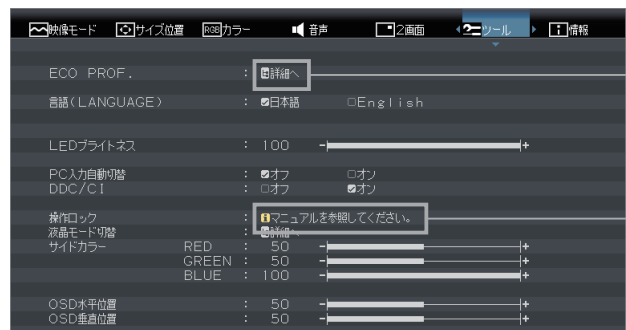 映像モード サイズ位置 RGBカラー 音声 2画面 ツール 情報
ECO PROF. : 詳細へ
言語(LANGUAGE) : 日本語 English
LEDブライトネス : 100 - +
PC入力自動切替 : オフ オン
DDC/CI : オフ オン
操作ロック : マニュアルを参照してください。
液晶モード切替 : 詳細へ
サイドカラー RED : 50 - +
GREEN : 50 - +
BLUE : 100 - +
OSD水平位置 : 50 - +
OSD垂直位置 : 50 - +